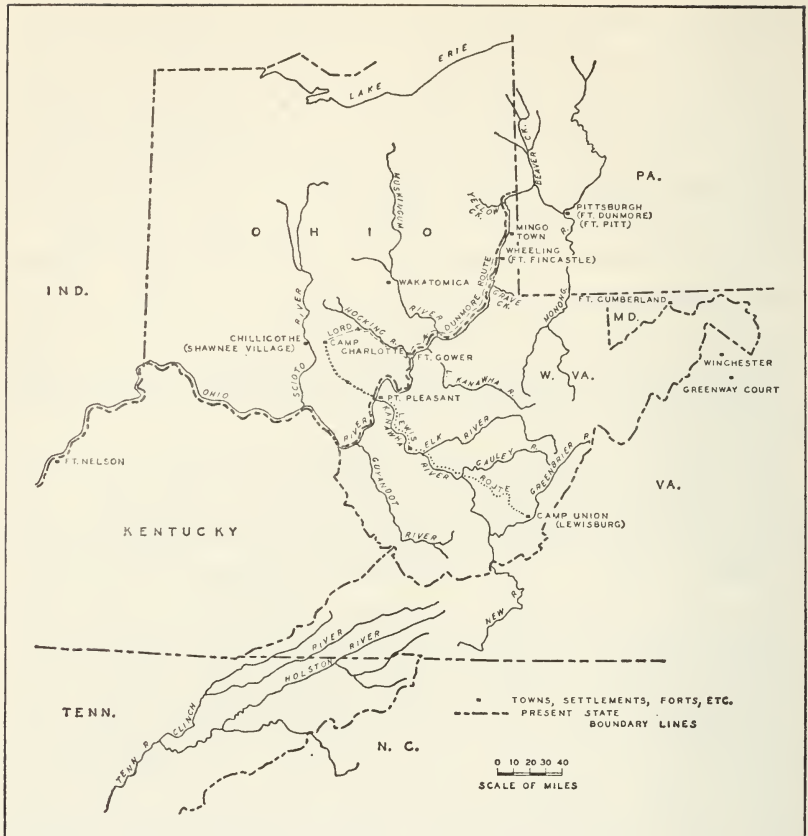 LAKE ERIE
BEAVER CK.
PA.
MUSKINGUM
YELLOW CK.
PITTSBURGH
(FT. DUNMORE)
(FT. PITT)
OHIO
MINGO
TOWN
WHEELING
(FT. FINCASTLE)
WAKATOMICA
IND.
DUNMORE ROUTE
GRAVE
CK.
MONONG. R.
FT. CUMBERLAND
MD.
RIVER
HOCKING R.
LORD
CHILLICOTHE
(SHAWNEE VILLAGE)
CAMP
CHARLOTTE
FT. GOWER
SCIOTO RIVER
WINCHESTER
GREENWAY COURT
W. VA.
L. KANAWHA R.
OHIO
PT. PLEASANT
RIVER
KANAWHA
RIVER
LEWIS
ROUTE
ELK RIVER
GAULEY R.
GREENBRIER R.
FT. NELSON
GUYANDOT
RIVER
VA.
CAMP UNION
(LEWISBURG)
KENTUCKY
NEW R.
RIVER
HOLSTON RIVER
CLINCH
TENN.
TENN R.
N. C.
TOWNS, SETTLEMENTS, FORTS, ETC.
PRESENT STATE
BOUNDARY LINES
0 10 20 30 40
SCALE OF MILES